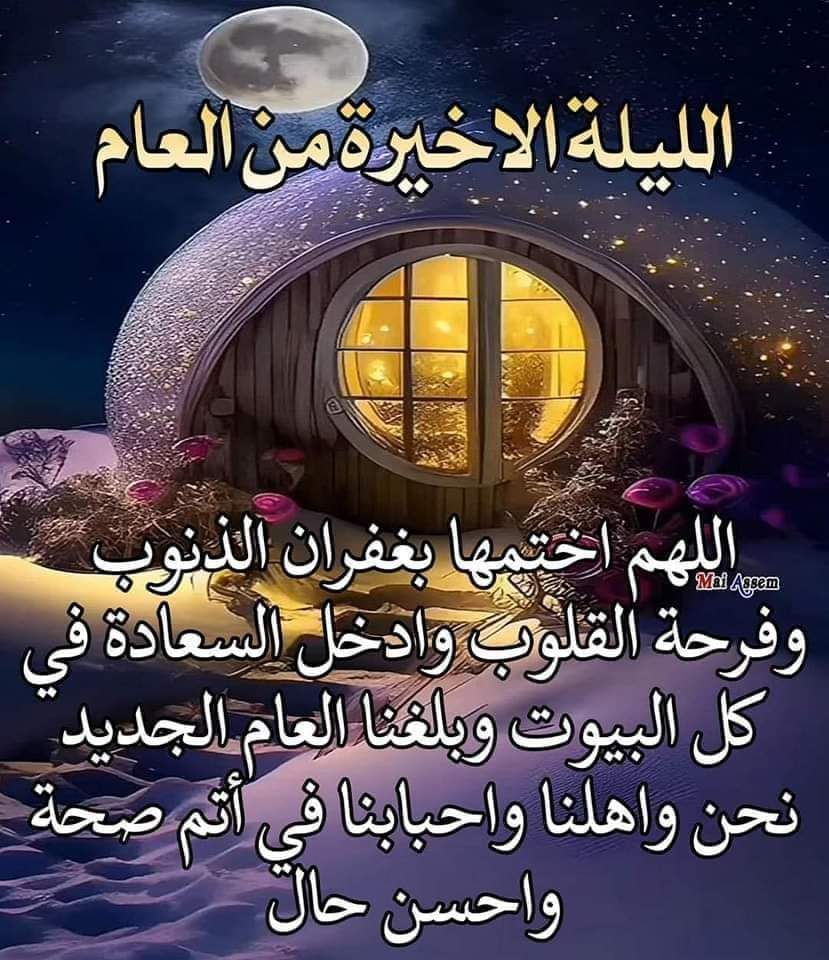 الليلة الاخيرة من العام
اللهم اختمها بغفران الذنوب
Mai Assem
وفرحة القلوب وادخل السعادة في
كل البيوت وبلغنا العام الجديد
نحن واهلنا واحبابنا في أتم صحة
واحسن حال